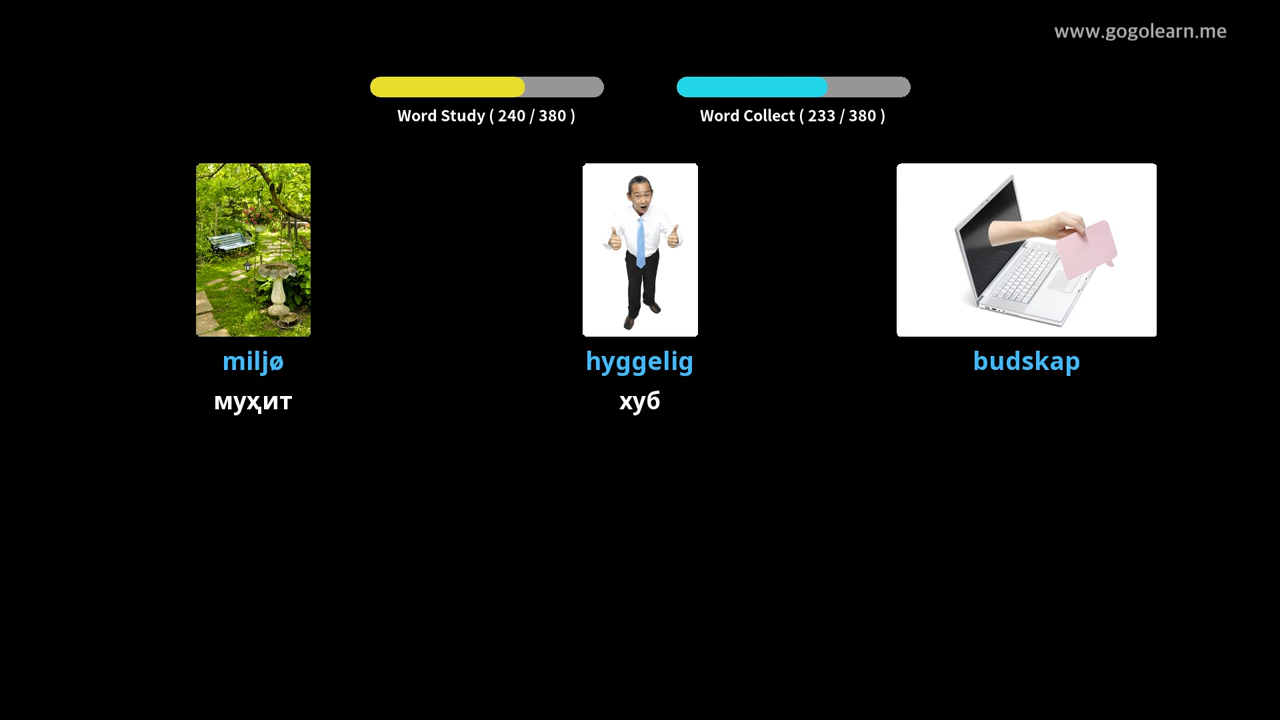 www.gogolearn.me
Word Study ( 240 / 380 )
Word Collect ( 233 / 380 )
miljø
hyggelig
budskap
муҳит
хуб